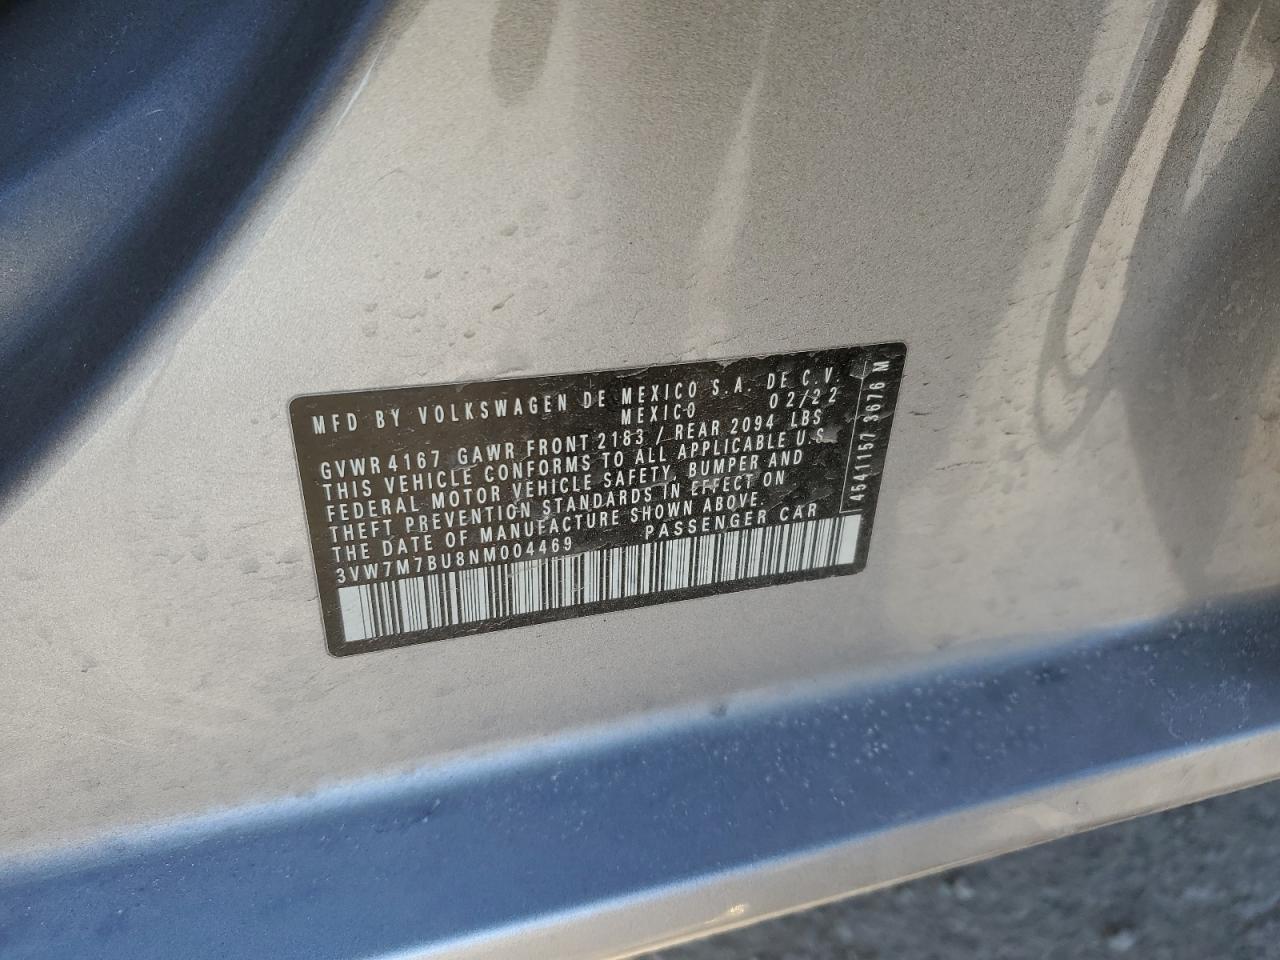 MFD BY VOLKSWAGEN DE MEXICO S.A. DE C.V.
MEXICO 02/22
GVWR 4167 GAWR FRONT 2183 / REAR 2094 LBS
THIS VEHICLE CONFORMS TO ALL APPLICABLE U.S.
FEDERAL MOTOR VEHICLE SAFETY, BUMPER AND
THEFT PREVENTION STANDARDS IN EFFECT ON
THE DATE OF MANUFACTURE SHOWN ABOVE.
3VW7M7BU8NM004469 PASSENGER CAR
4541157 3676 M